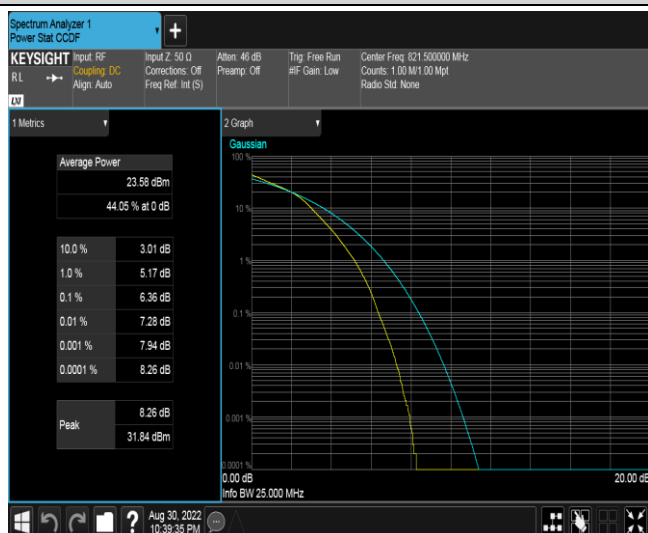 Spectrum Analyzer 1
Power Stat CCDF
KEYSIGHT
RL
LXI
Input: RF
Coupling: DC
Align: Auto
Input Z: 50 Ω
Corrections: Off
Freq Ref: Int (S)
Atten: 46 dB
Preamp: Off
Trig: Free Run
#IF Gain: Low
Center Freq: 821.500000 MHz
Counts: 1.00 M/1.00 Mpt
Radio Std: None
1 Metrics
Average Power
23.58 dBm
44.05 % at 0 dB
10.0 % 3.01 dB
1.0 % 5.17 dB
0.1 % 6.36 dB
0.01 % 7.28 dB
0.001 % 7.94 dB
0.0001 % 8.26 dB
Peak
8.26 dB
31.84 dBm
2 Graph
Gaussian
100 %
10 %
1 %
0.1 %
0.01 %
0.001 %
0.0001 %
0.00 dB
20.00 dB
Info BW 25.000 MHz
?
Aug 30, 2022
10:39:35 PM